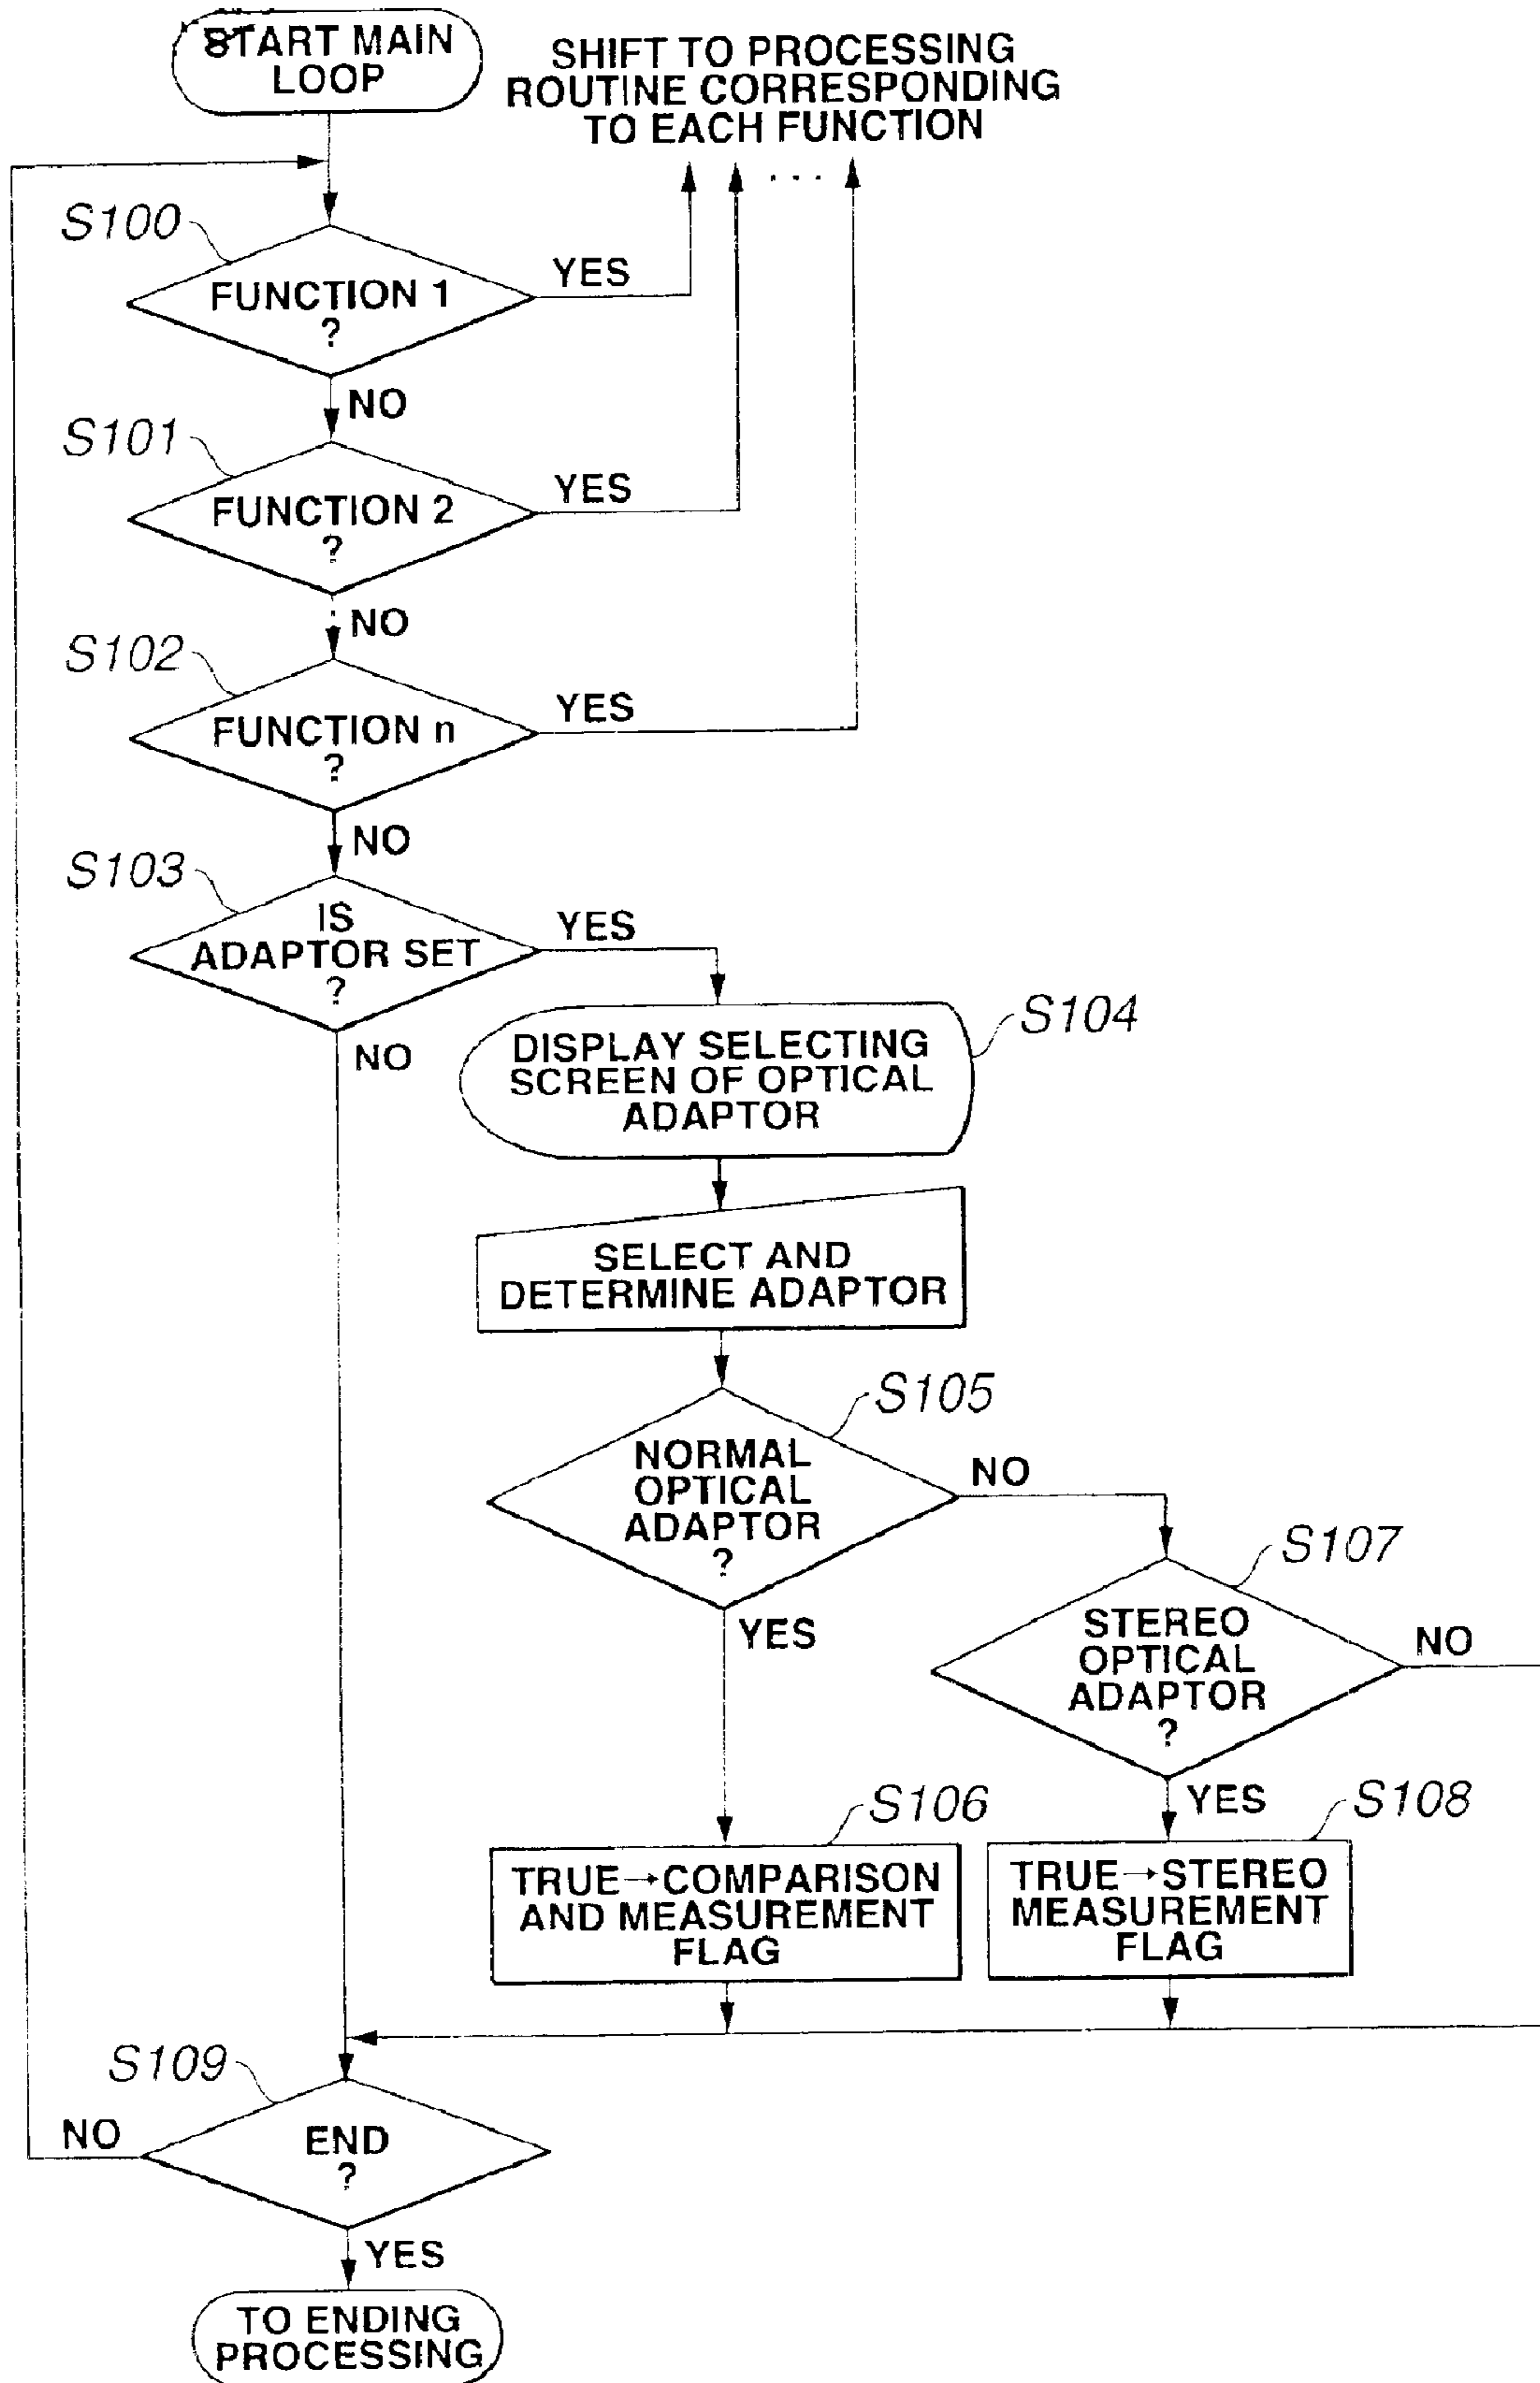 START MAIN
LOOP
SHIFT TO PROCESSING
ROUTINE CORRESPONDING
TO EACH FUNCTION
. . .
S100
FUNCTION 1
?
YES
NO
S101
FUNCTION 2
?
YES
NO
S102
FUNCTION n
?
YES
NO
S103
IS
ADAPTOR SET
?
YES
NO
S104
DISPLAY SELECTING
SCREEN OF OPTICAL
ADAPTOR
SELECT AND
DETERMINE ADAPTOR
S105
NORMAL
OPTICAL
ADAPTOR
?
NO
YES
S107
STEREO
OPTICAL
ADAPTOR
?
NO
YES
S106
TRUE→COMPARISON
AND MEASUREMENT
FLAG
S108
TRUE→STEREO
MEASUREMENT
FLAG
S109
END
?
NO
YES
TO ENDING
PROCESSING